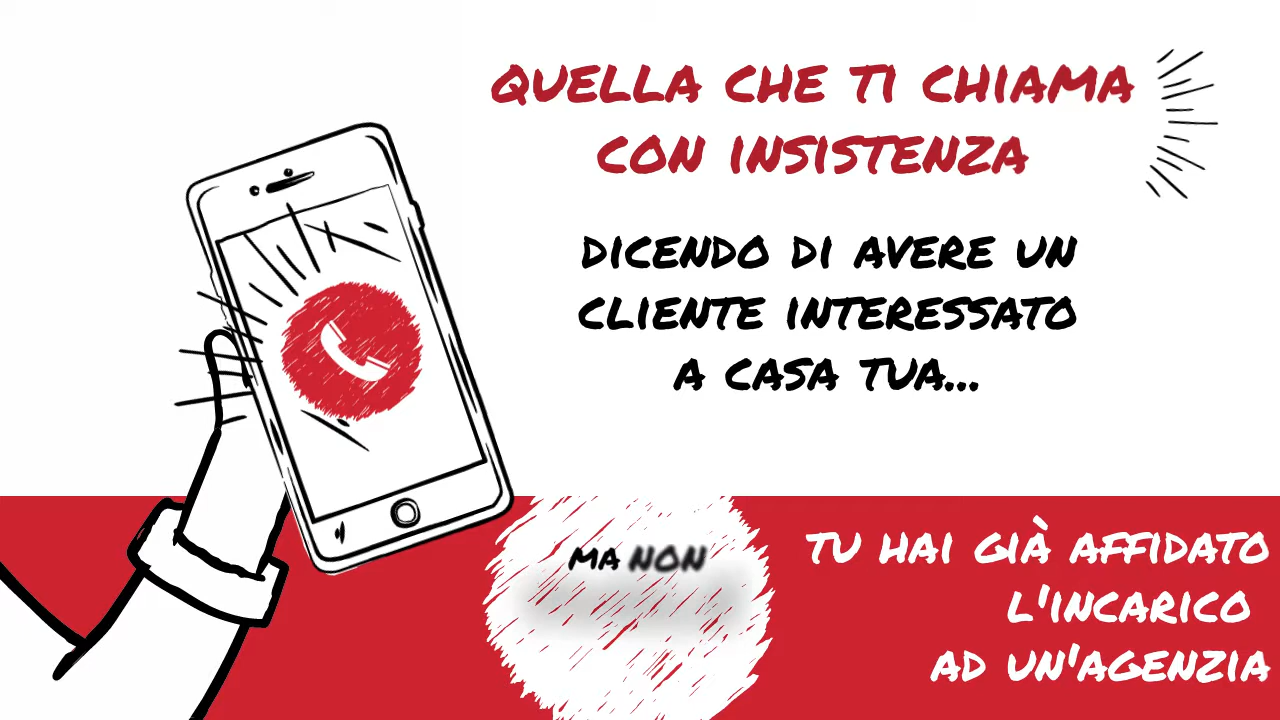 QUELLA CHE TI CHIAMA
CON INSISTENZA
DICENDO DI AVERE UN
CLIENTE INTERESSATO
A CASA TUA...
MA NON
TU HAI GIÀ AFFIDATO
L'INCARICO
AD UN'AGENZIA